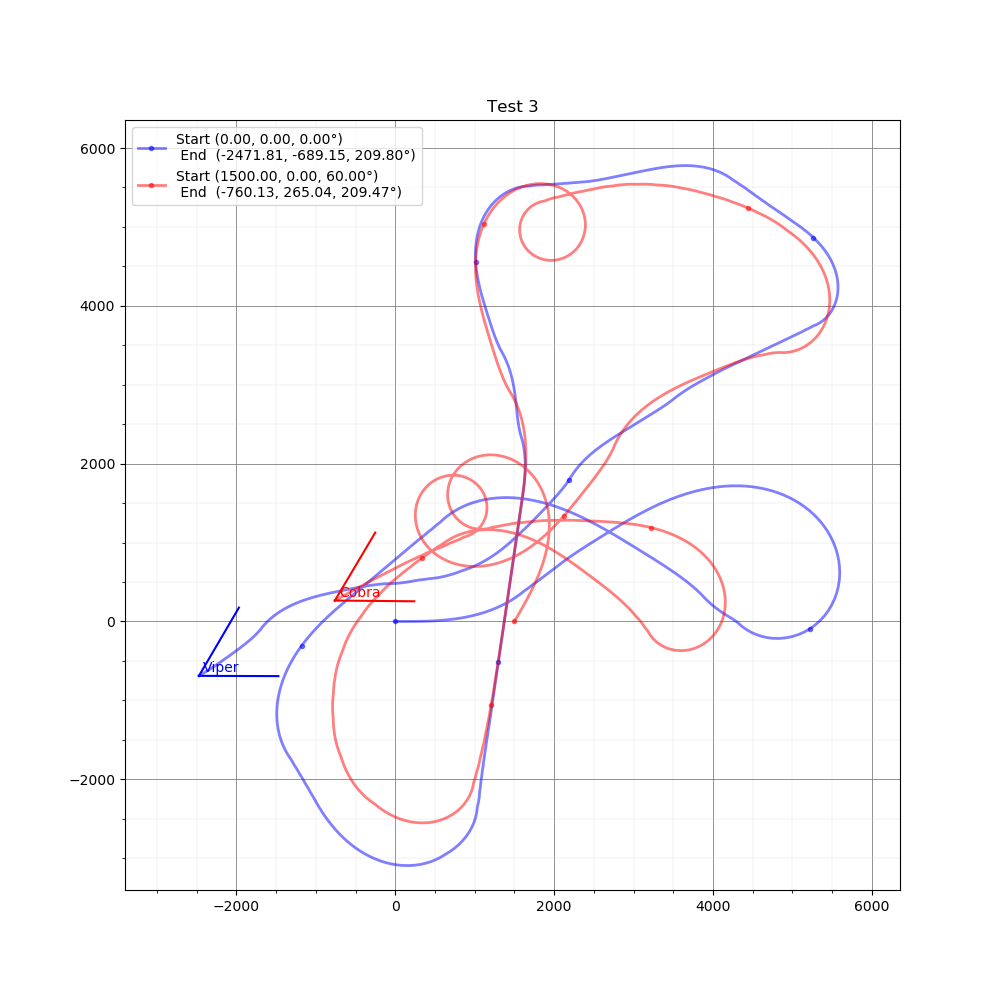 Test 3
Start (0.00, 0.00, 0.00°)
End (-2471.81, -689.15, 209.80°)
Start (1500.00, 0.00, 60.00°)
End (-760.13, 265.04, 209.47°)
6000
4000
2000
0
−2000
Cobra
Viper
−2000
0
2000
4000
6000